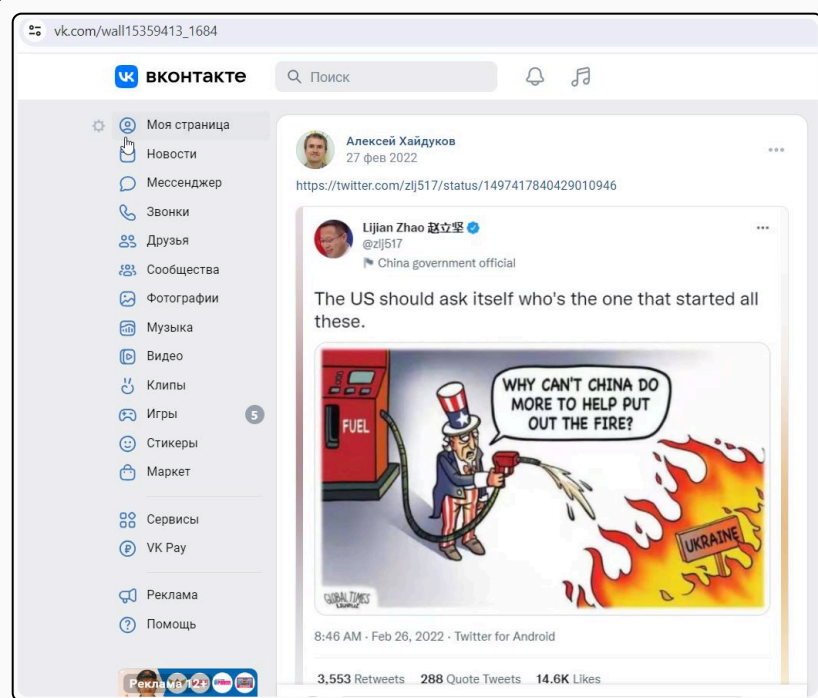 vk.com/wall15359413_1684
вконтакте
Поиск
Моя страница
Новости
Мессенджер
Звонки
Друзья
Сообщества
Фотографии
Музыка
Видео
Клипы
Игры 5
Стикеры
Маркет
Сервисы
VK Pay
Реклама
Помощь
Реклама 12+
Алексей Хайдуков
27 фев 2022
https://twitter.com/zlj517/status/1497417840429010946
Lijian Zhao 赵立坚
@zlj517
China government official
The US should ask itself who's the one that started all
these.
FUEL
WHY CAN'T CHINA DO
MORE TO HELP PUT
OUT THE FIRE?
UKRAINE
GLOBAL TIMES
8:46 AM · Feb 26, 2022 · Twitter for Android
3,553 Retweets 288 Quote Tweets 14.6K Likes